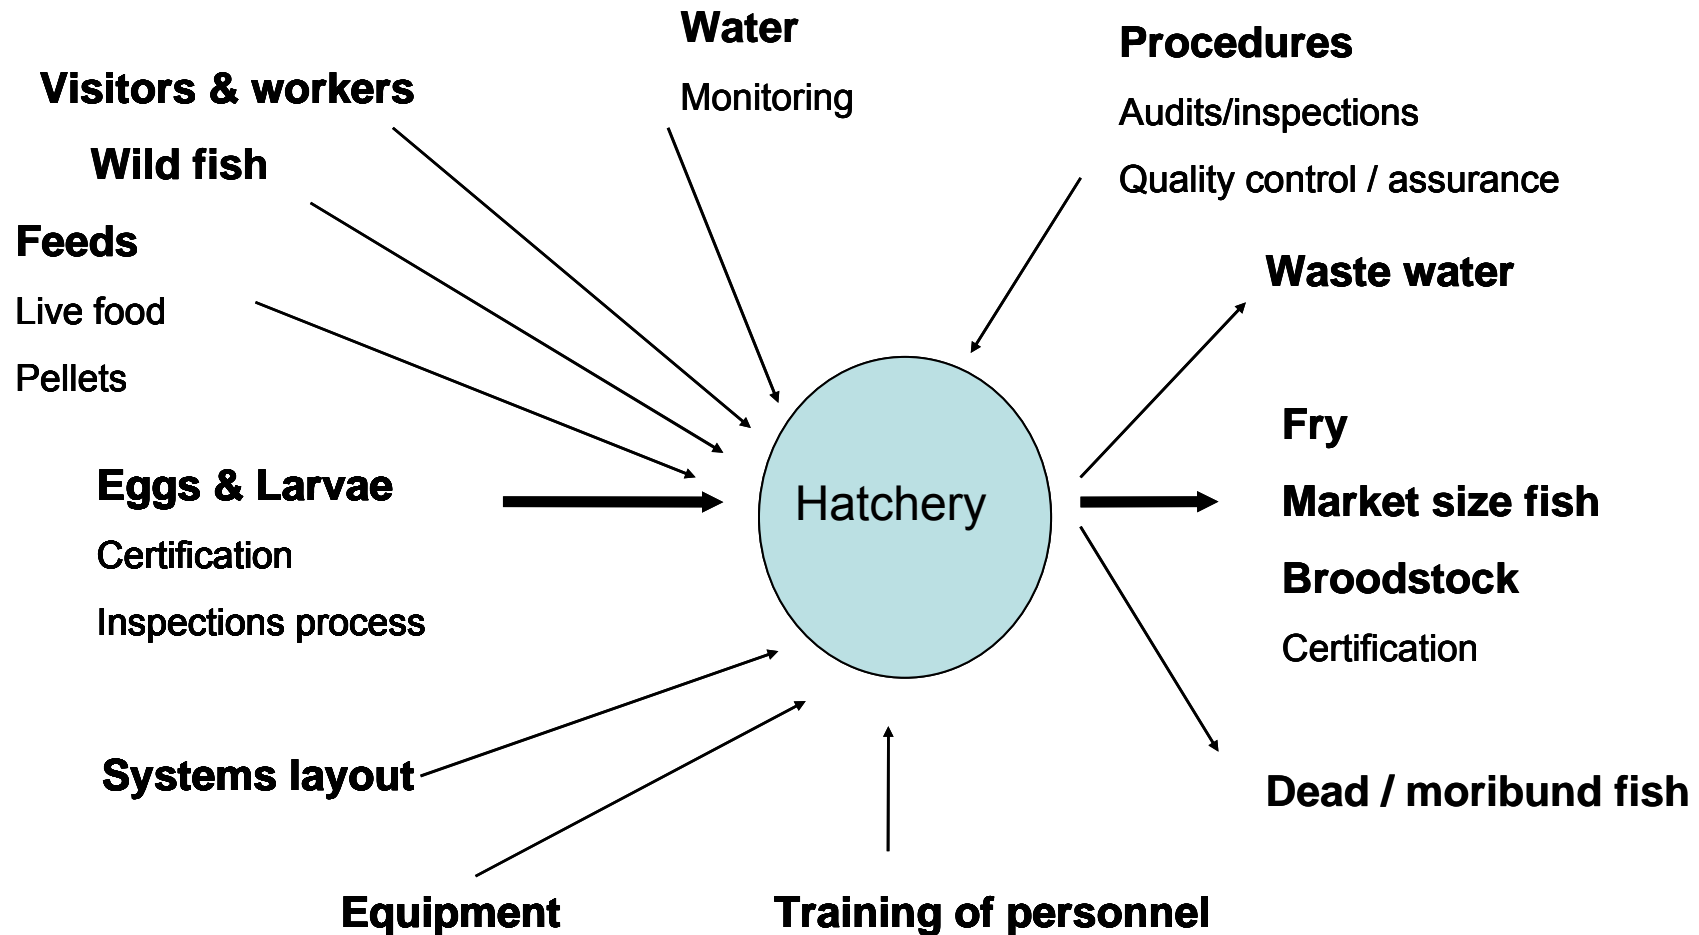 Water
Monitoring
Procedures
Audits/inspections
Quality control / assurance
Visitors & workers
Wild fish
Feeds
Live food
Pellets
Eggs & Larvae
Certification
Inspections process
Hatchery
Waste water
Fry
Market size fish
Broodstock
Certification
Dead / moribund fish
Systems layout
Equipment
Training of personnel